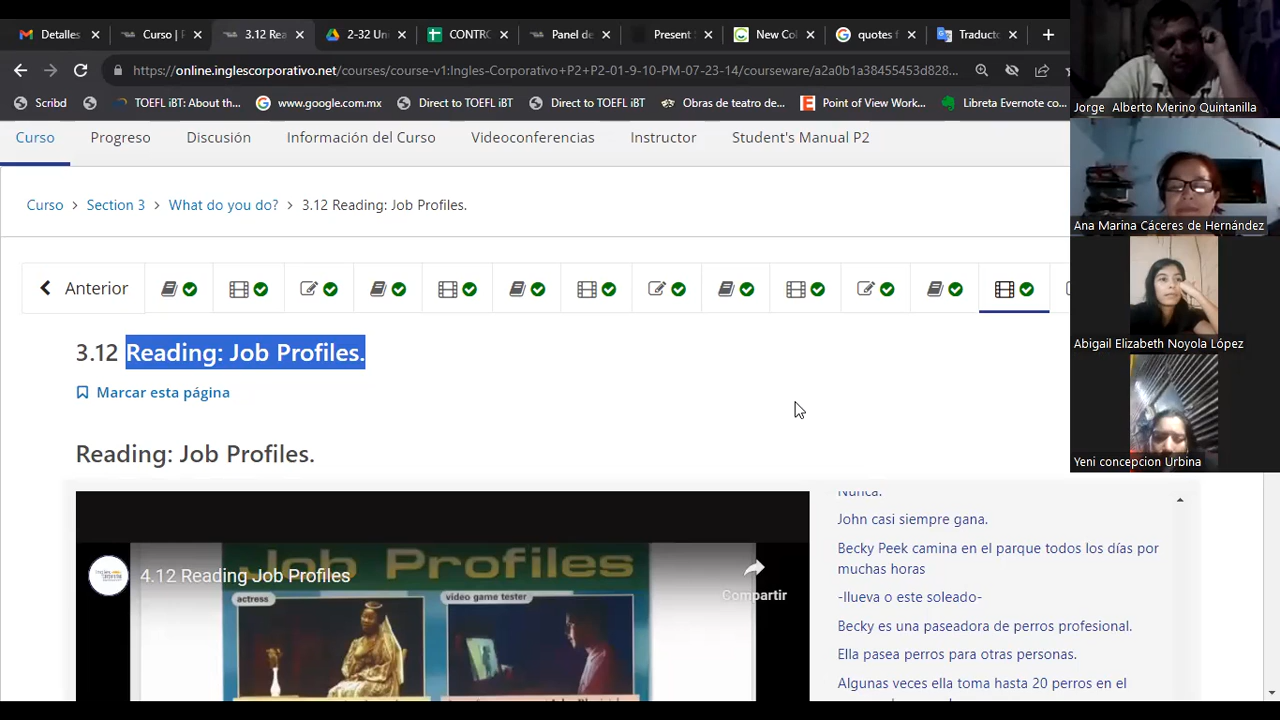 Detalles
Curso | P
3.12 Rea
2-32 Uni
CONTRO
Panel de
Present S
New Col
quotes f
Traducto
https://online.inglescorporativo.net/courses/course-v1:Ingles-Corporativo+P2+P2-01-9-10-PM-07-23-14/courseware/a2a0b1a38455453d828...
Scribd
TOEFL iBT: About th...
www.google.com.mx
Direct to TOEFL iBT
Direct to TOEFL iBT
Obras de teatro de...
Point of View Work...
Libreta Evernote co...
Curso
Progreso
Discusión
Información del Curso
Videoconferencias
Instructor
Student's Manual P2
Curso > Section 3 > What do you do? > 3.12 Reading: Job Profiles.
Anterior
3.12 Reading: Job Profiles.
Marcar esta página
Reading: Job Profiles.
Job Profiles
4.12 Reading Job Profiles
Compartir
actress
video game tester
Nunca.
John casi siempre gana.
Becky Peek camina en el parque todos los días por
muchas horas
-llueva o este soleado-
Becky es una paseadora de perros profesional.
Ella pasea perros para otras personas.
Algunas veces ella toma hasta 20 perros en el
Jorge Alberto Merino Quintanilla
Ana Marina Cáceres de Hernández
Abigail Elizabeth Noyola López
Yeni concepcion Urbina